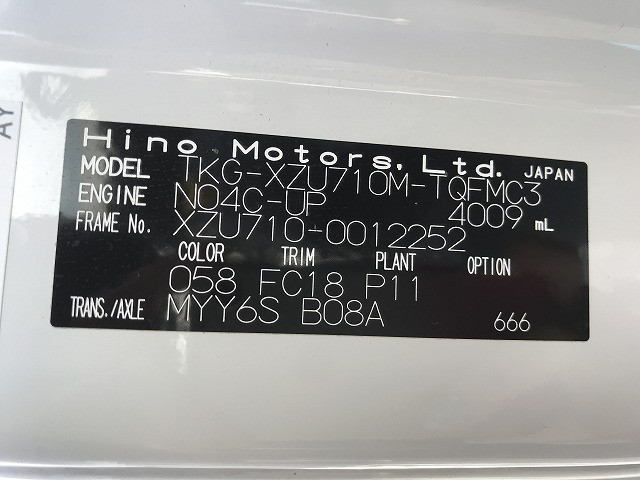 AY
Hino Motors, Ltd. JAPAN
MODEL TKG-XZU710M-TQFMC3
ENGINE N04C-UP 4009 mL
FRAME No. XZU710-0012252
COLOR TRIM PLANT OPTION
058 FC18 P11
TRANS./AXLE MYY6S B08A 666